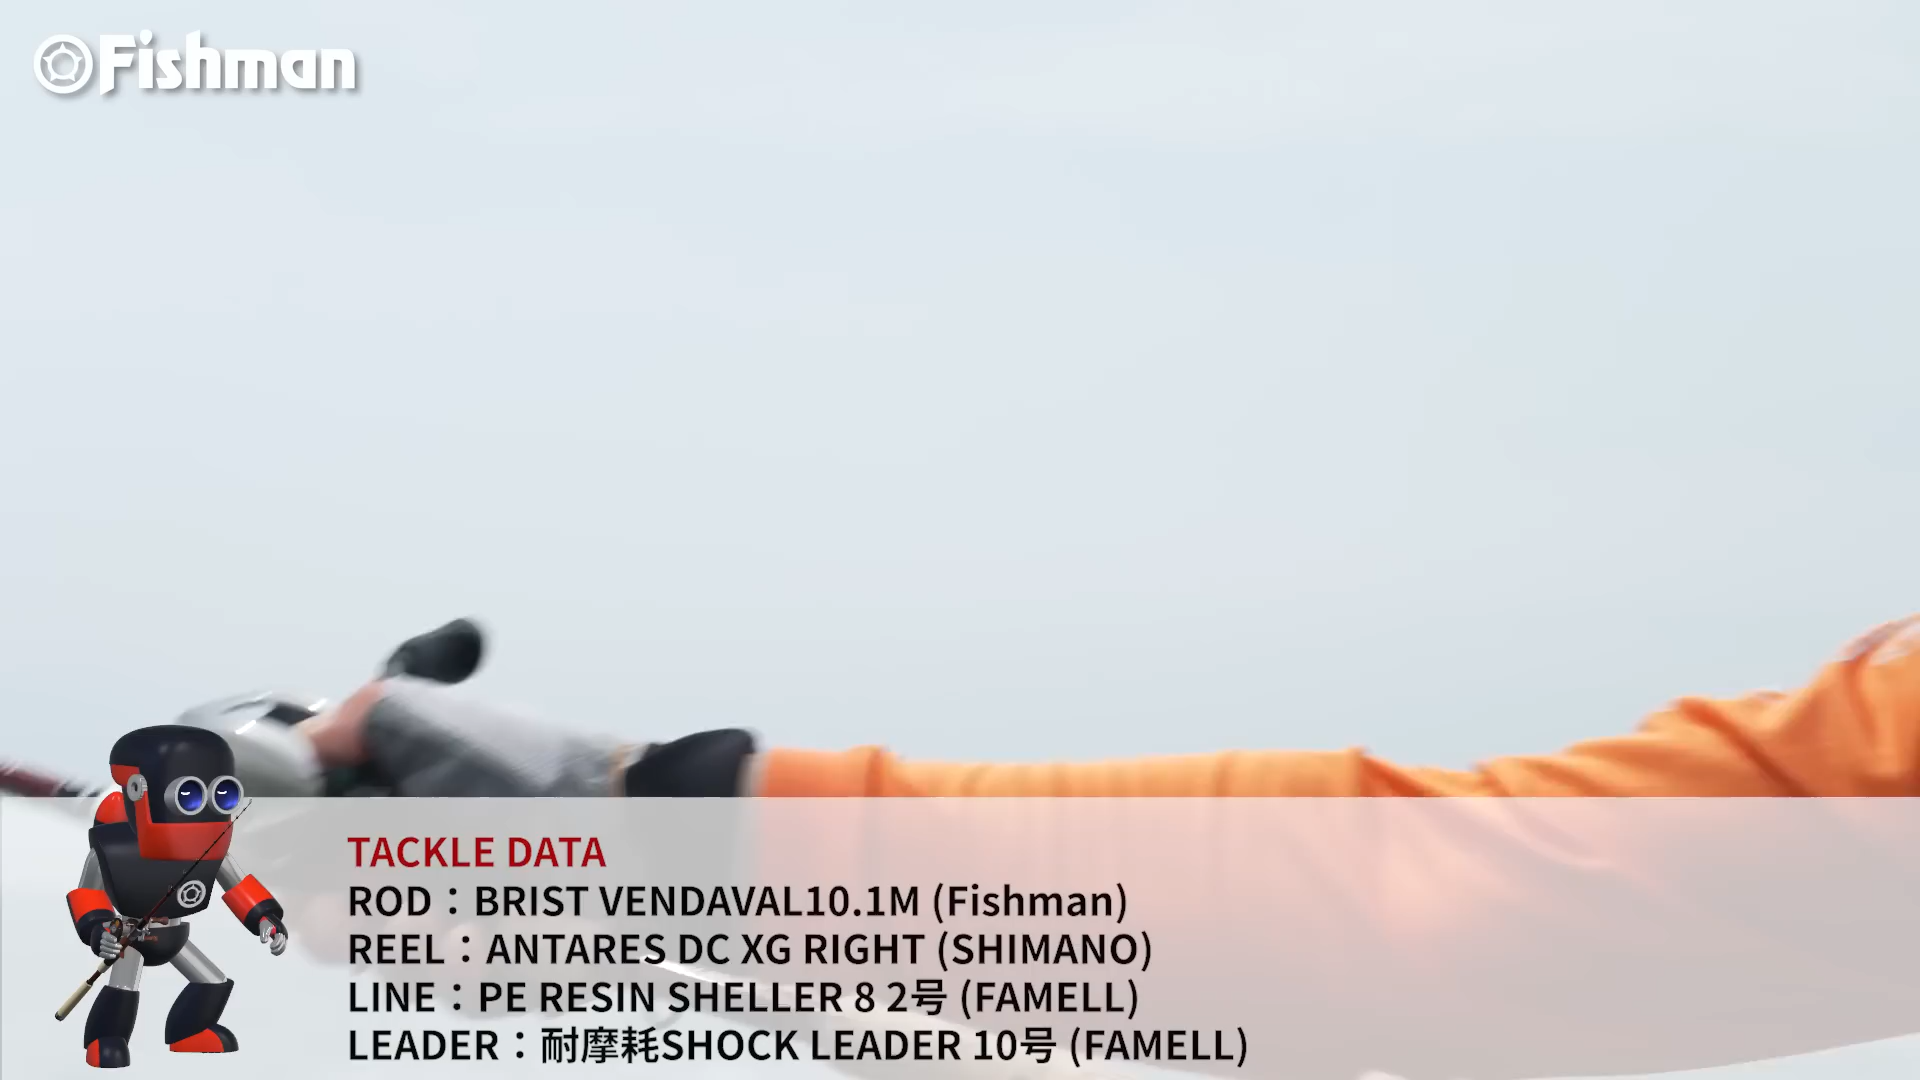 Fishman
TACKLE DATA
ROD：BRIST VENDAVAL10.1M (Fishman)
REEL：ANTARES DC XG RIGHT (SHIMANO)
LINE：PE RESIN SHELLER 8 2号 (FAMELL)
LEADER：耐摩耗SHOCK LEADER 10号 (FAMELL)